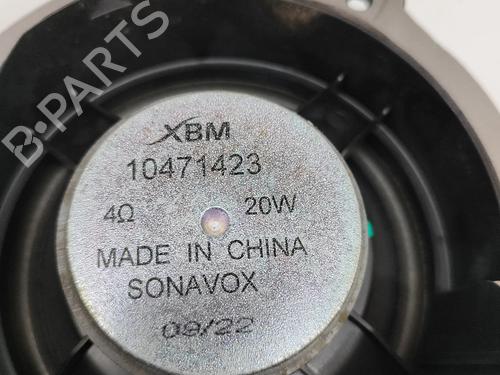 B-PARTS
XBM
10471423
4Ω 20W
MADE IN CHINA
SONAVOX
09/22